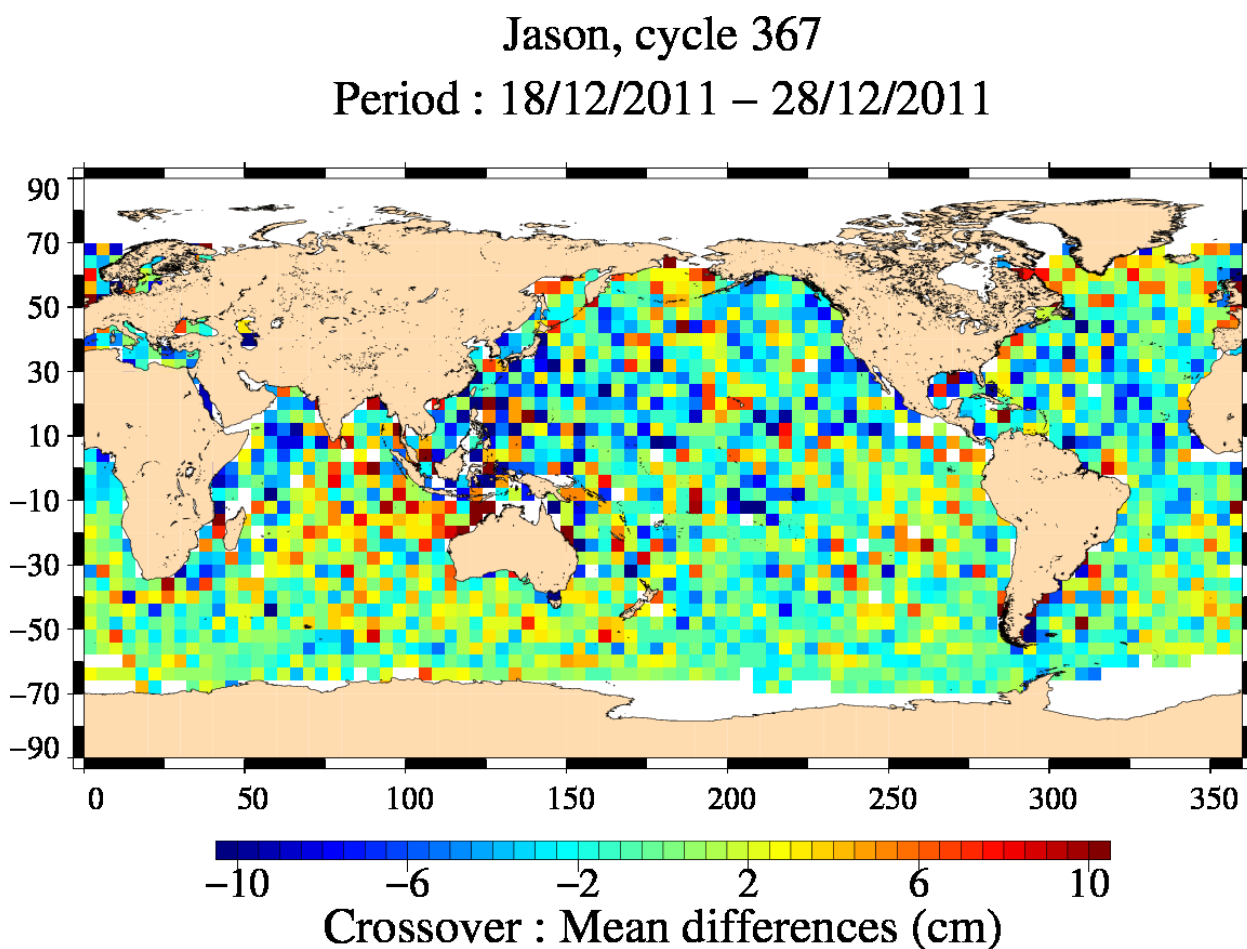 Jason, cycle 367
Period : 18/12/2011 – 28/12/2011
90
70
50
30
10
−10
−30
−50
−70
−90
0 50 100 150 200 250 300 350
−10 −6 −2 2 6 10
Crossover : Mean differences (cm)